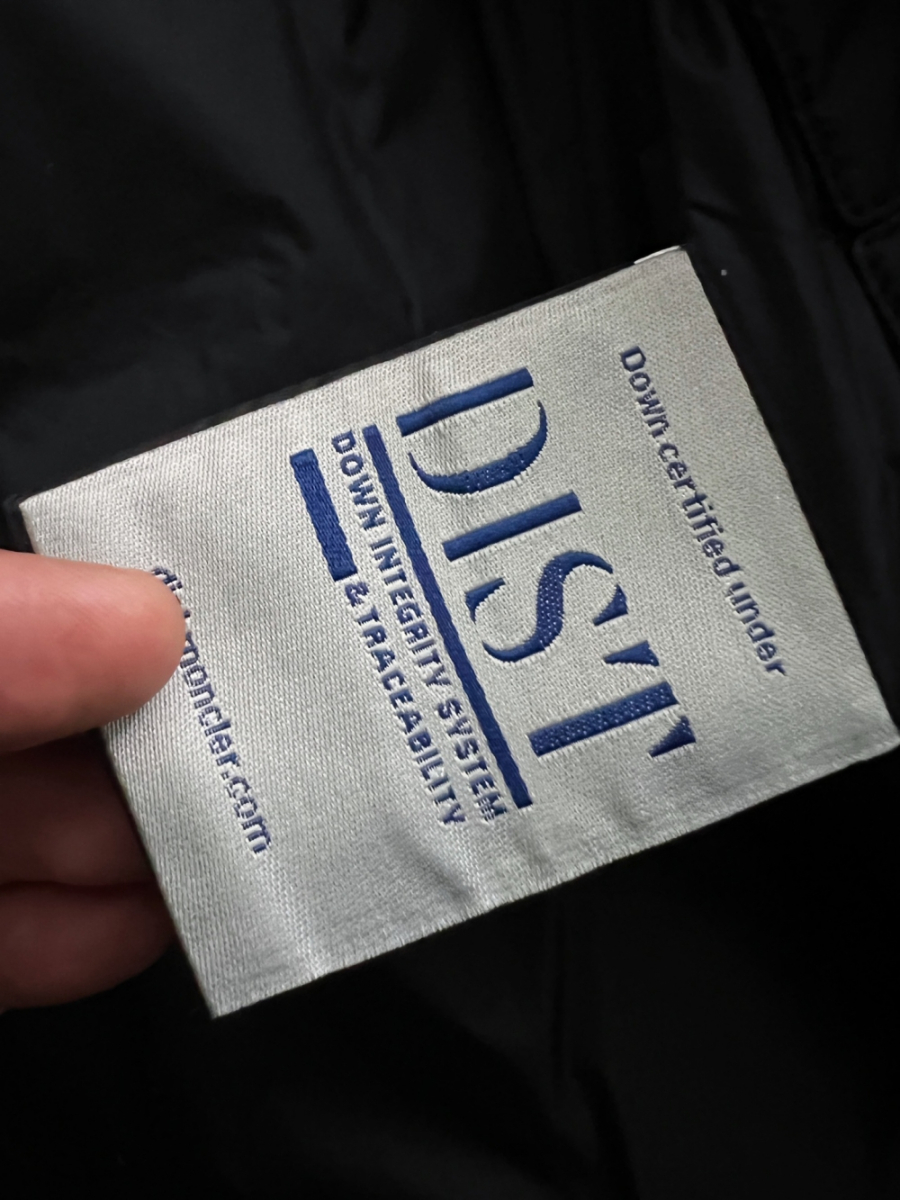 Down certified under
DIST
DOWN INTEGRITY SYSTEM
& TRACEABILITY
moncler.com